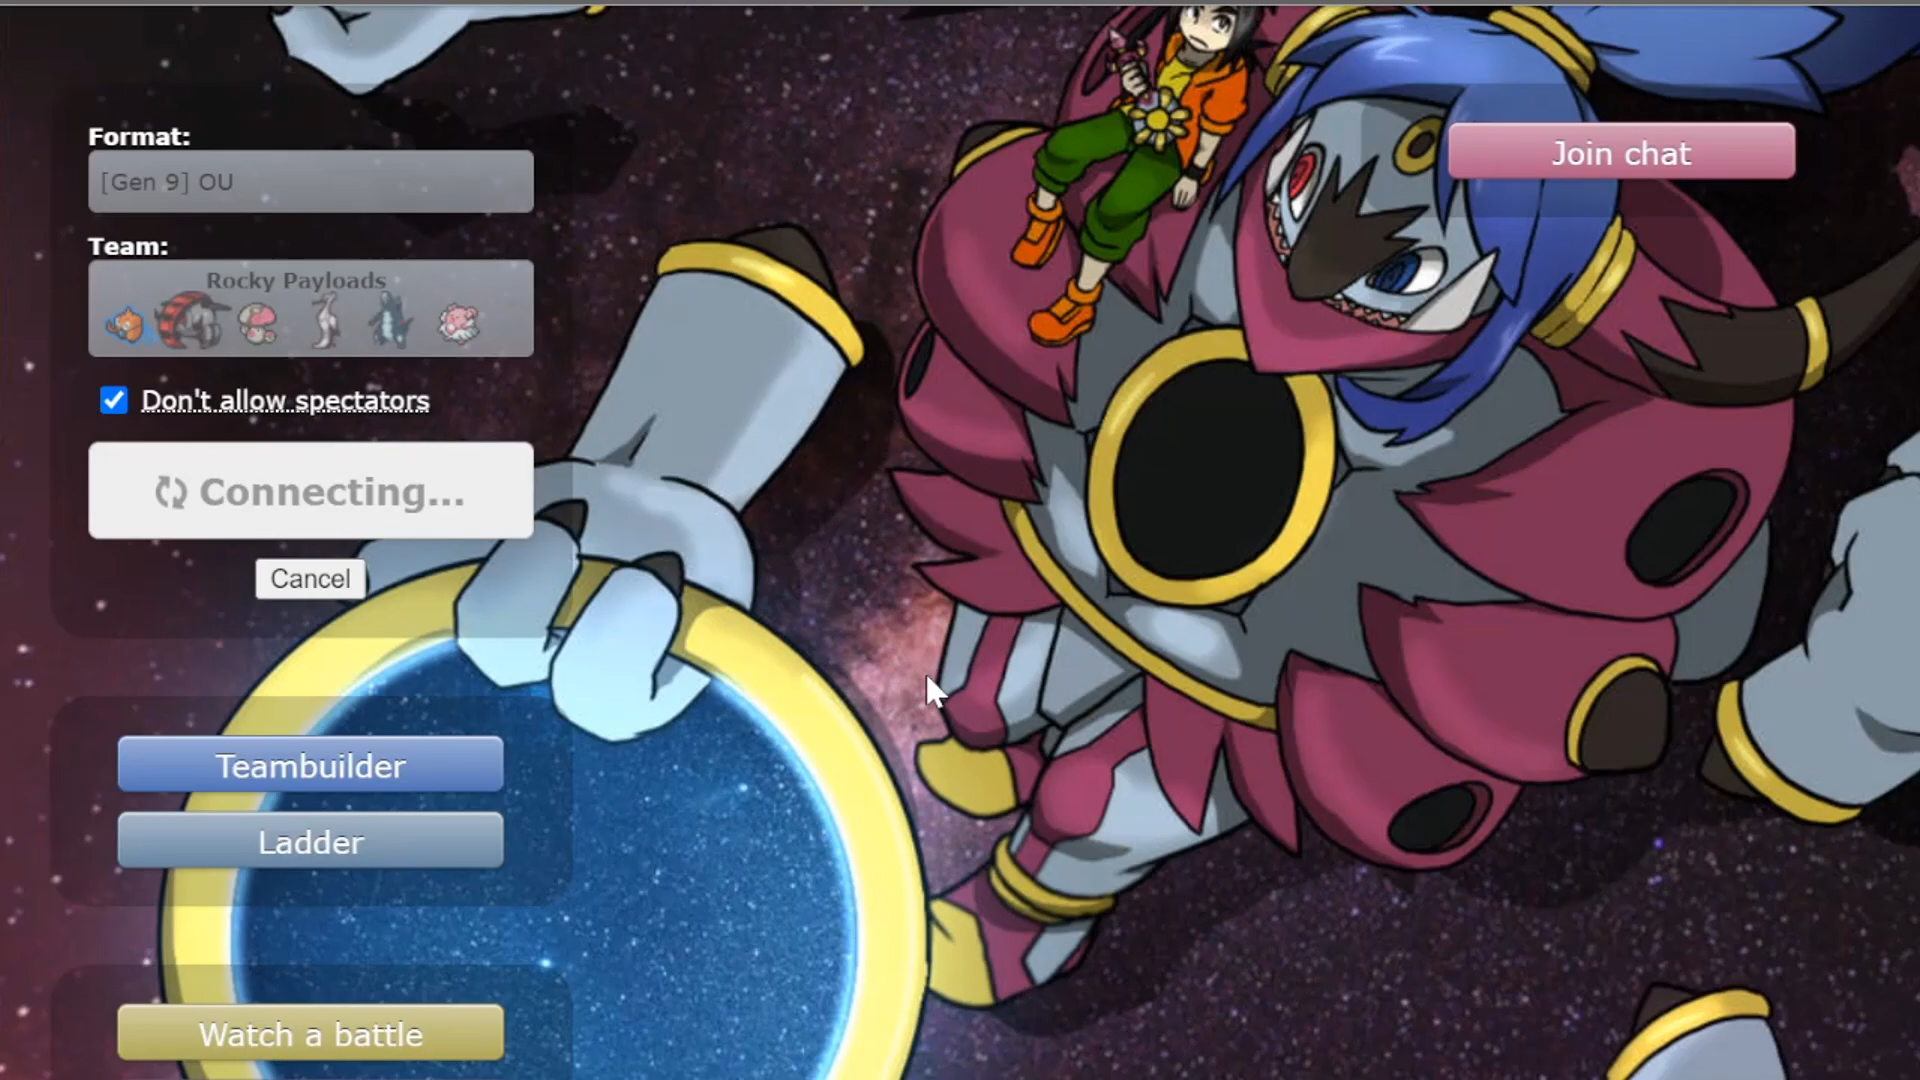 Format:
[Gen 9] OU
Team:
Rocky Payloads
Don't allow spectators
Connecting...
Cancel
Teambuilder
Ladder
Watch a battle
Join chat